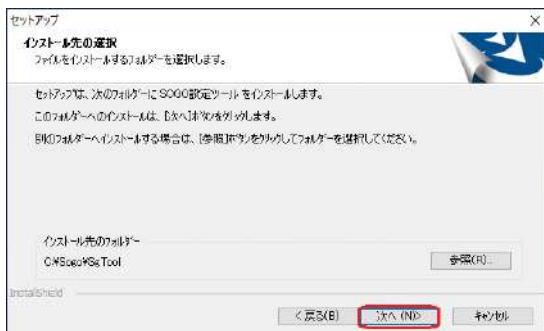 セットアップ
インストール先の選択
ファイルをインストールするフォルダーを選択します。
セットアップは、次のフォルダーに SOGO設定ツール をインストールします。
このフォルダーへのインストールは、[次へ]ボタンをクリックします。
別のフォルダーへインストールする場合は、[参照]ボタンをクリックしてフォルダーを選択してください。
インストール先のフォルダー
C:¥Sogo¥SgTool
参照(R)...
InstallShield
< 戻る(B)
次へ (N)>
キャンセル